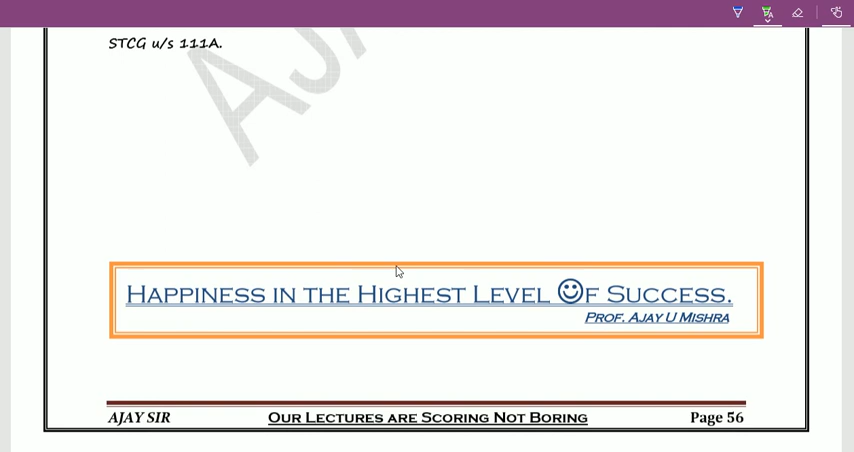 STCG u/s 111A.
AJA
HAPPINESS IN THE HIGHEST LEVEL ☺F SUCCESS.
PROF. AJAY U MISHRA
AJAY SIR OUR LECTURES ARE SCORING NOT BORING Page 56